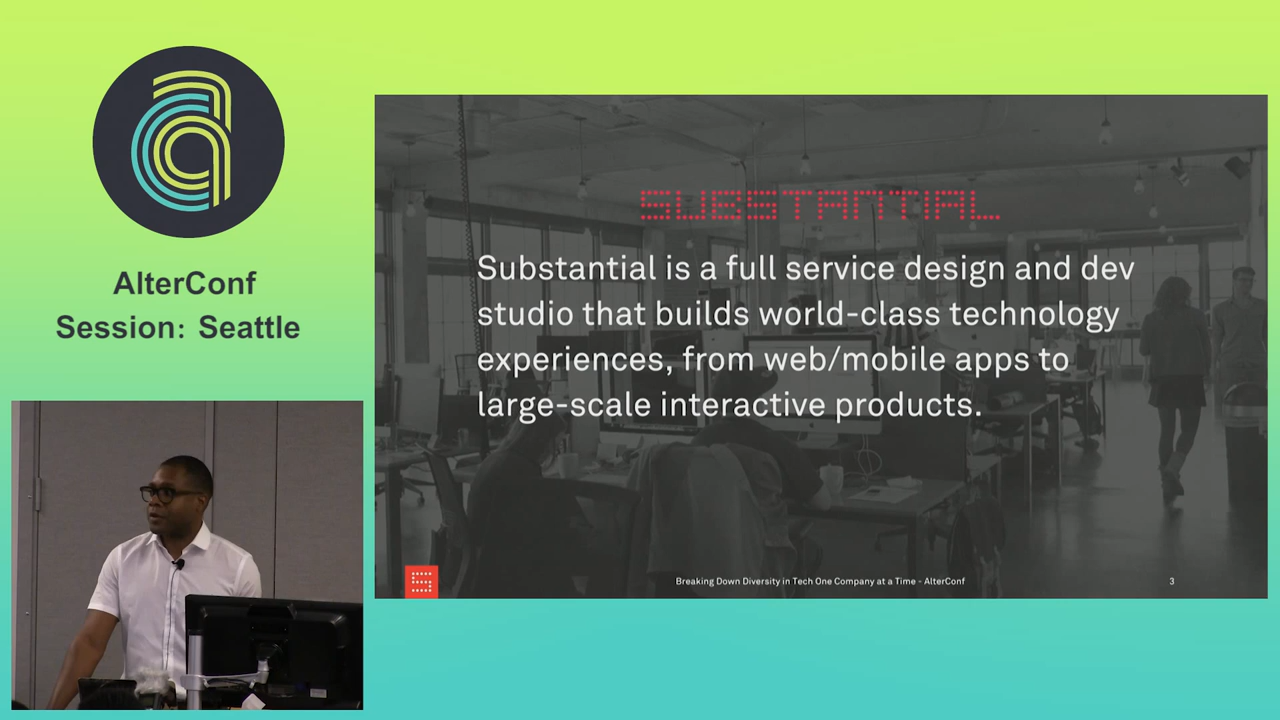 AlterConf
Session: Seattle
SUBSTANTIAL
Substantial is a full service design and dev
studio that builds world-class technology
experiences, from web/mobile apps to
large-scale interactive products.
Breaking Down Diversity in Tech One Company at a Time - AlterConf
3